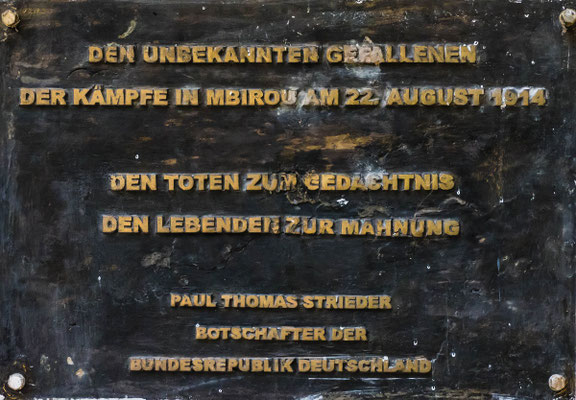 DEN UNBEKANNTEN GEFALLENEN
DER KÄMPFE IN MBIROU AM 22. AUGUST 1914
DEN TOTEN ZUM GEDÄCHTNIS
DEN LEBENDEN ZUR MAHNUNG
PAUL THOMAS STRIEDER
BOTSCHAFTER DER
BUNDESREPUBLIK DEUTSCHLAND